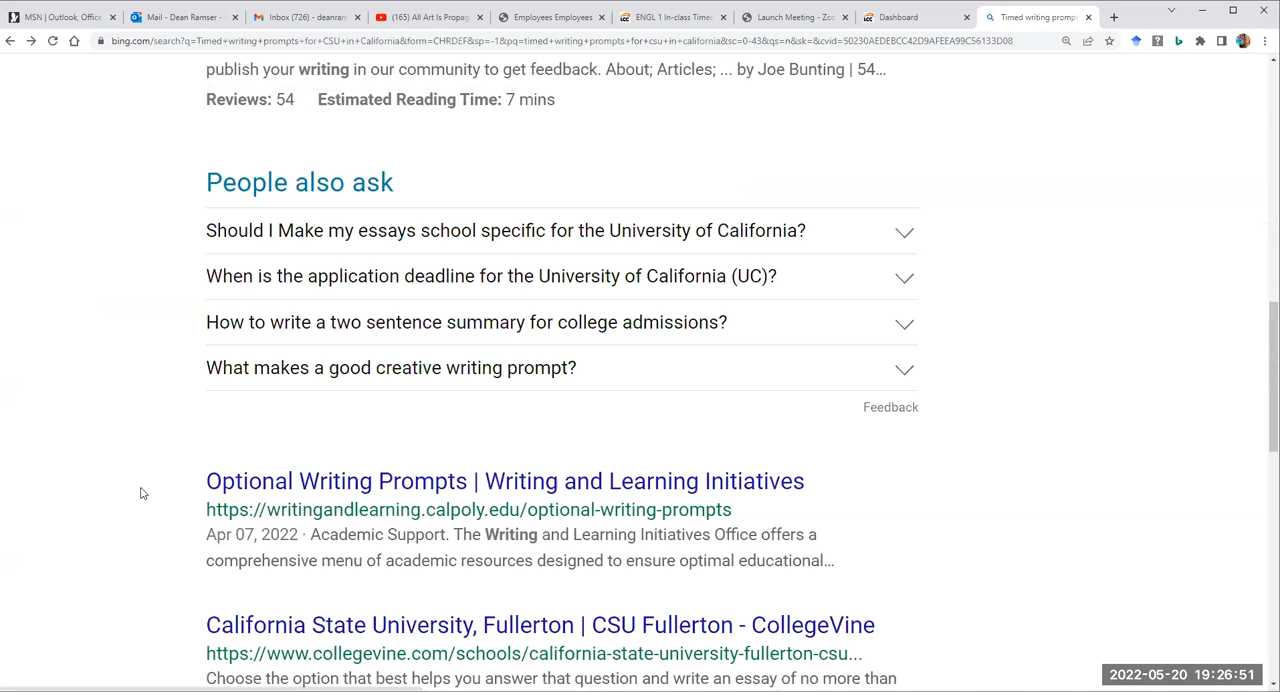 MSN | Outlook, Office
Mail - Dean Ramser -
Inbox (726) - deanram
(165) All Art Is Propag
Employees Employees
ENGL 1 In-class Timed
Launch Meeting - Zoo
Dashboard
Timed writing promp
bing.com/search?q=Timed+writing+prompts+for+CSU+in+California&form=CHRDEF&sp=-1&pq=timed+writing+prompts+for+csu+in+california&sc=0-43&qs=n&sk=&cvid=50230AEDEBCC42D9AFEEA99C56133D08
publish your writing in our community to get feedback. About; Articles; ... by Joe Bunting | 54...
Reviews: 54 Estimated Reading Time: 7 mins
People also ask
Should I Make my essays school specific for the University of California?
When is the application deadline for the University of California (UC)?
How to write a two sentence summary for college admissions?
What makes a good creative writing prompt?
Feedback
Optional Writing Prompts | Writing and Learning Initiatives
https://writingandlearning.calpoly.edu/optional-writing-prompts
Apr 07, 2022 · Academic Support. The Writing and Learning Initiatives Office offers a
comprehensive menu of academic resources designed to ensure optimal educational...
California State University, Fullerton | CSU Fullerton - CollegeVine
https://www.collegevine.com/schools/california-state-university-fullerton-csu...
Choose the option that best helps you answer that question and write an essay of no more than
2022-05-20 19:26:51